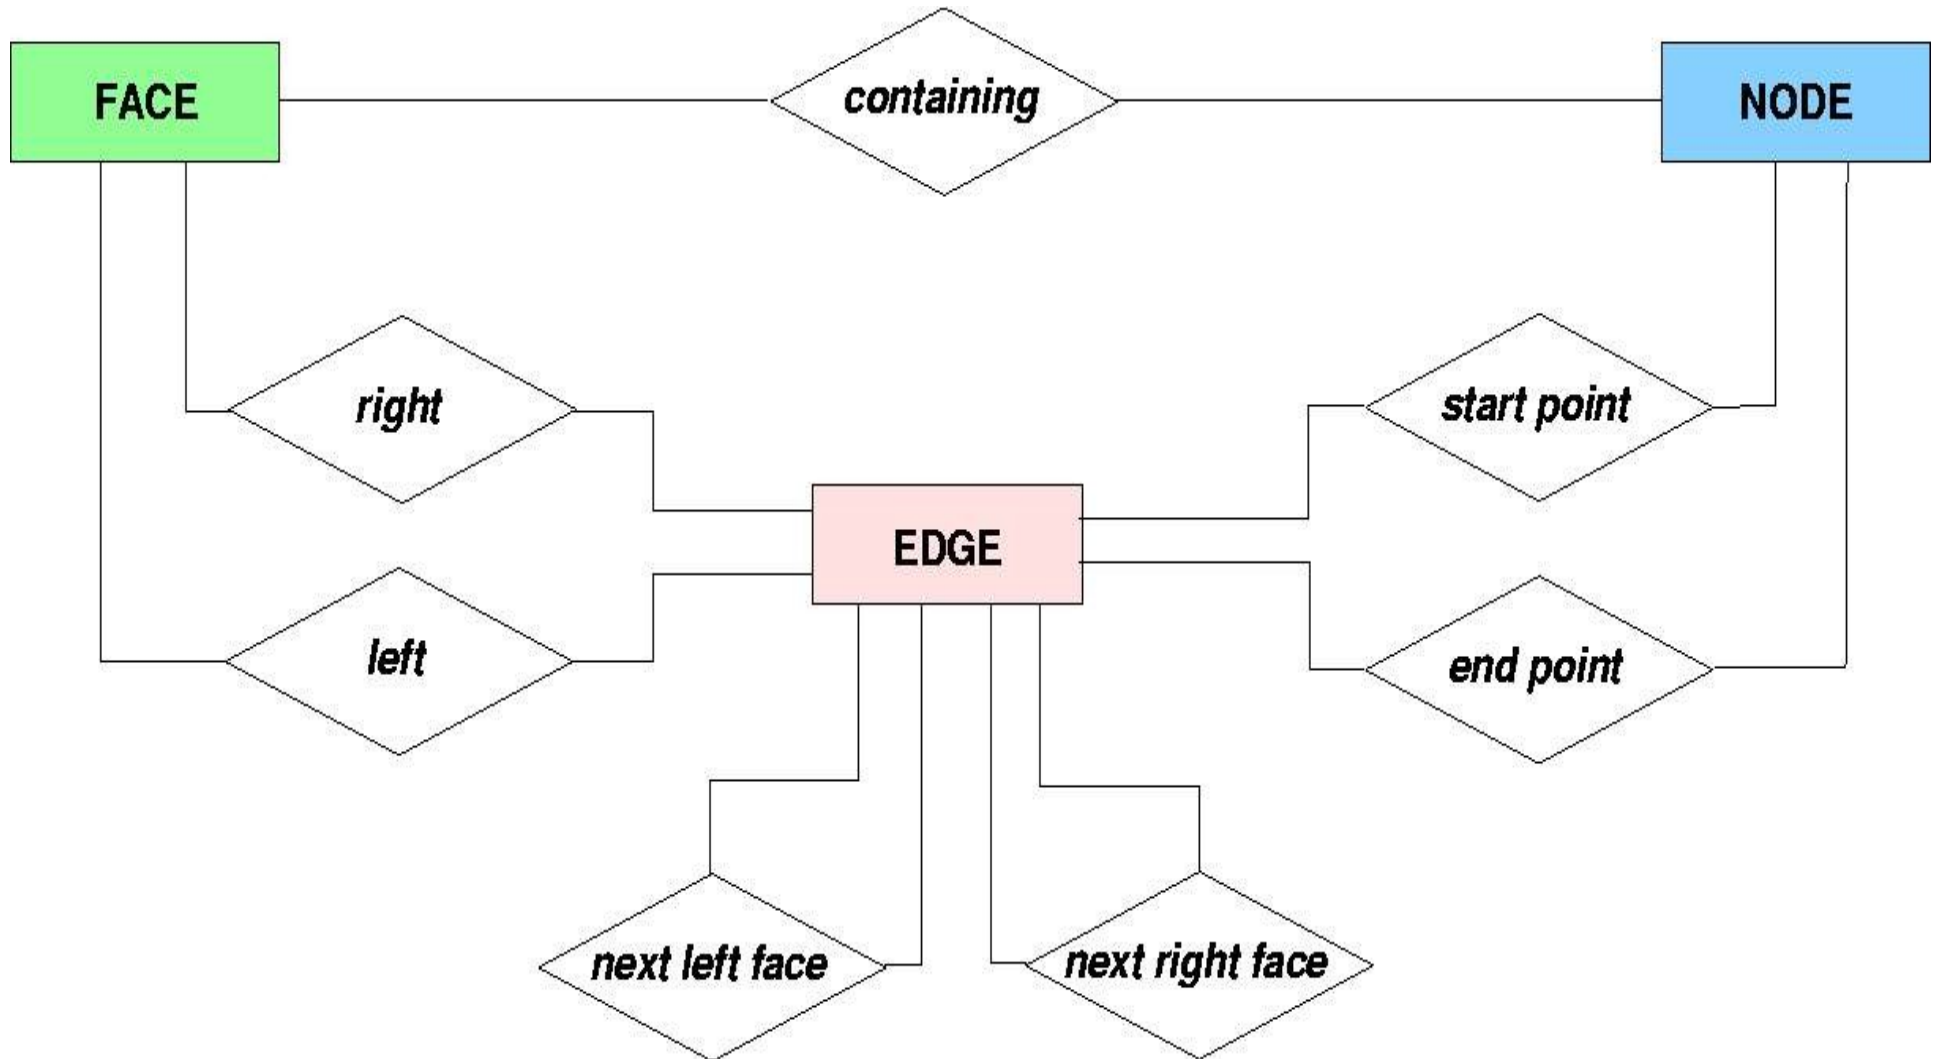 FACE
containing
NODE
right
start point
EDGE
left
end point
next left face
next right face